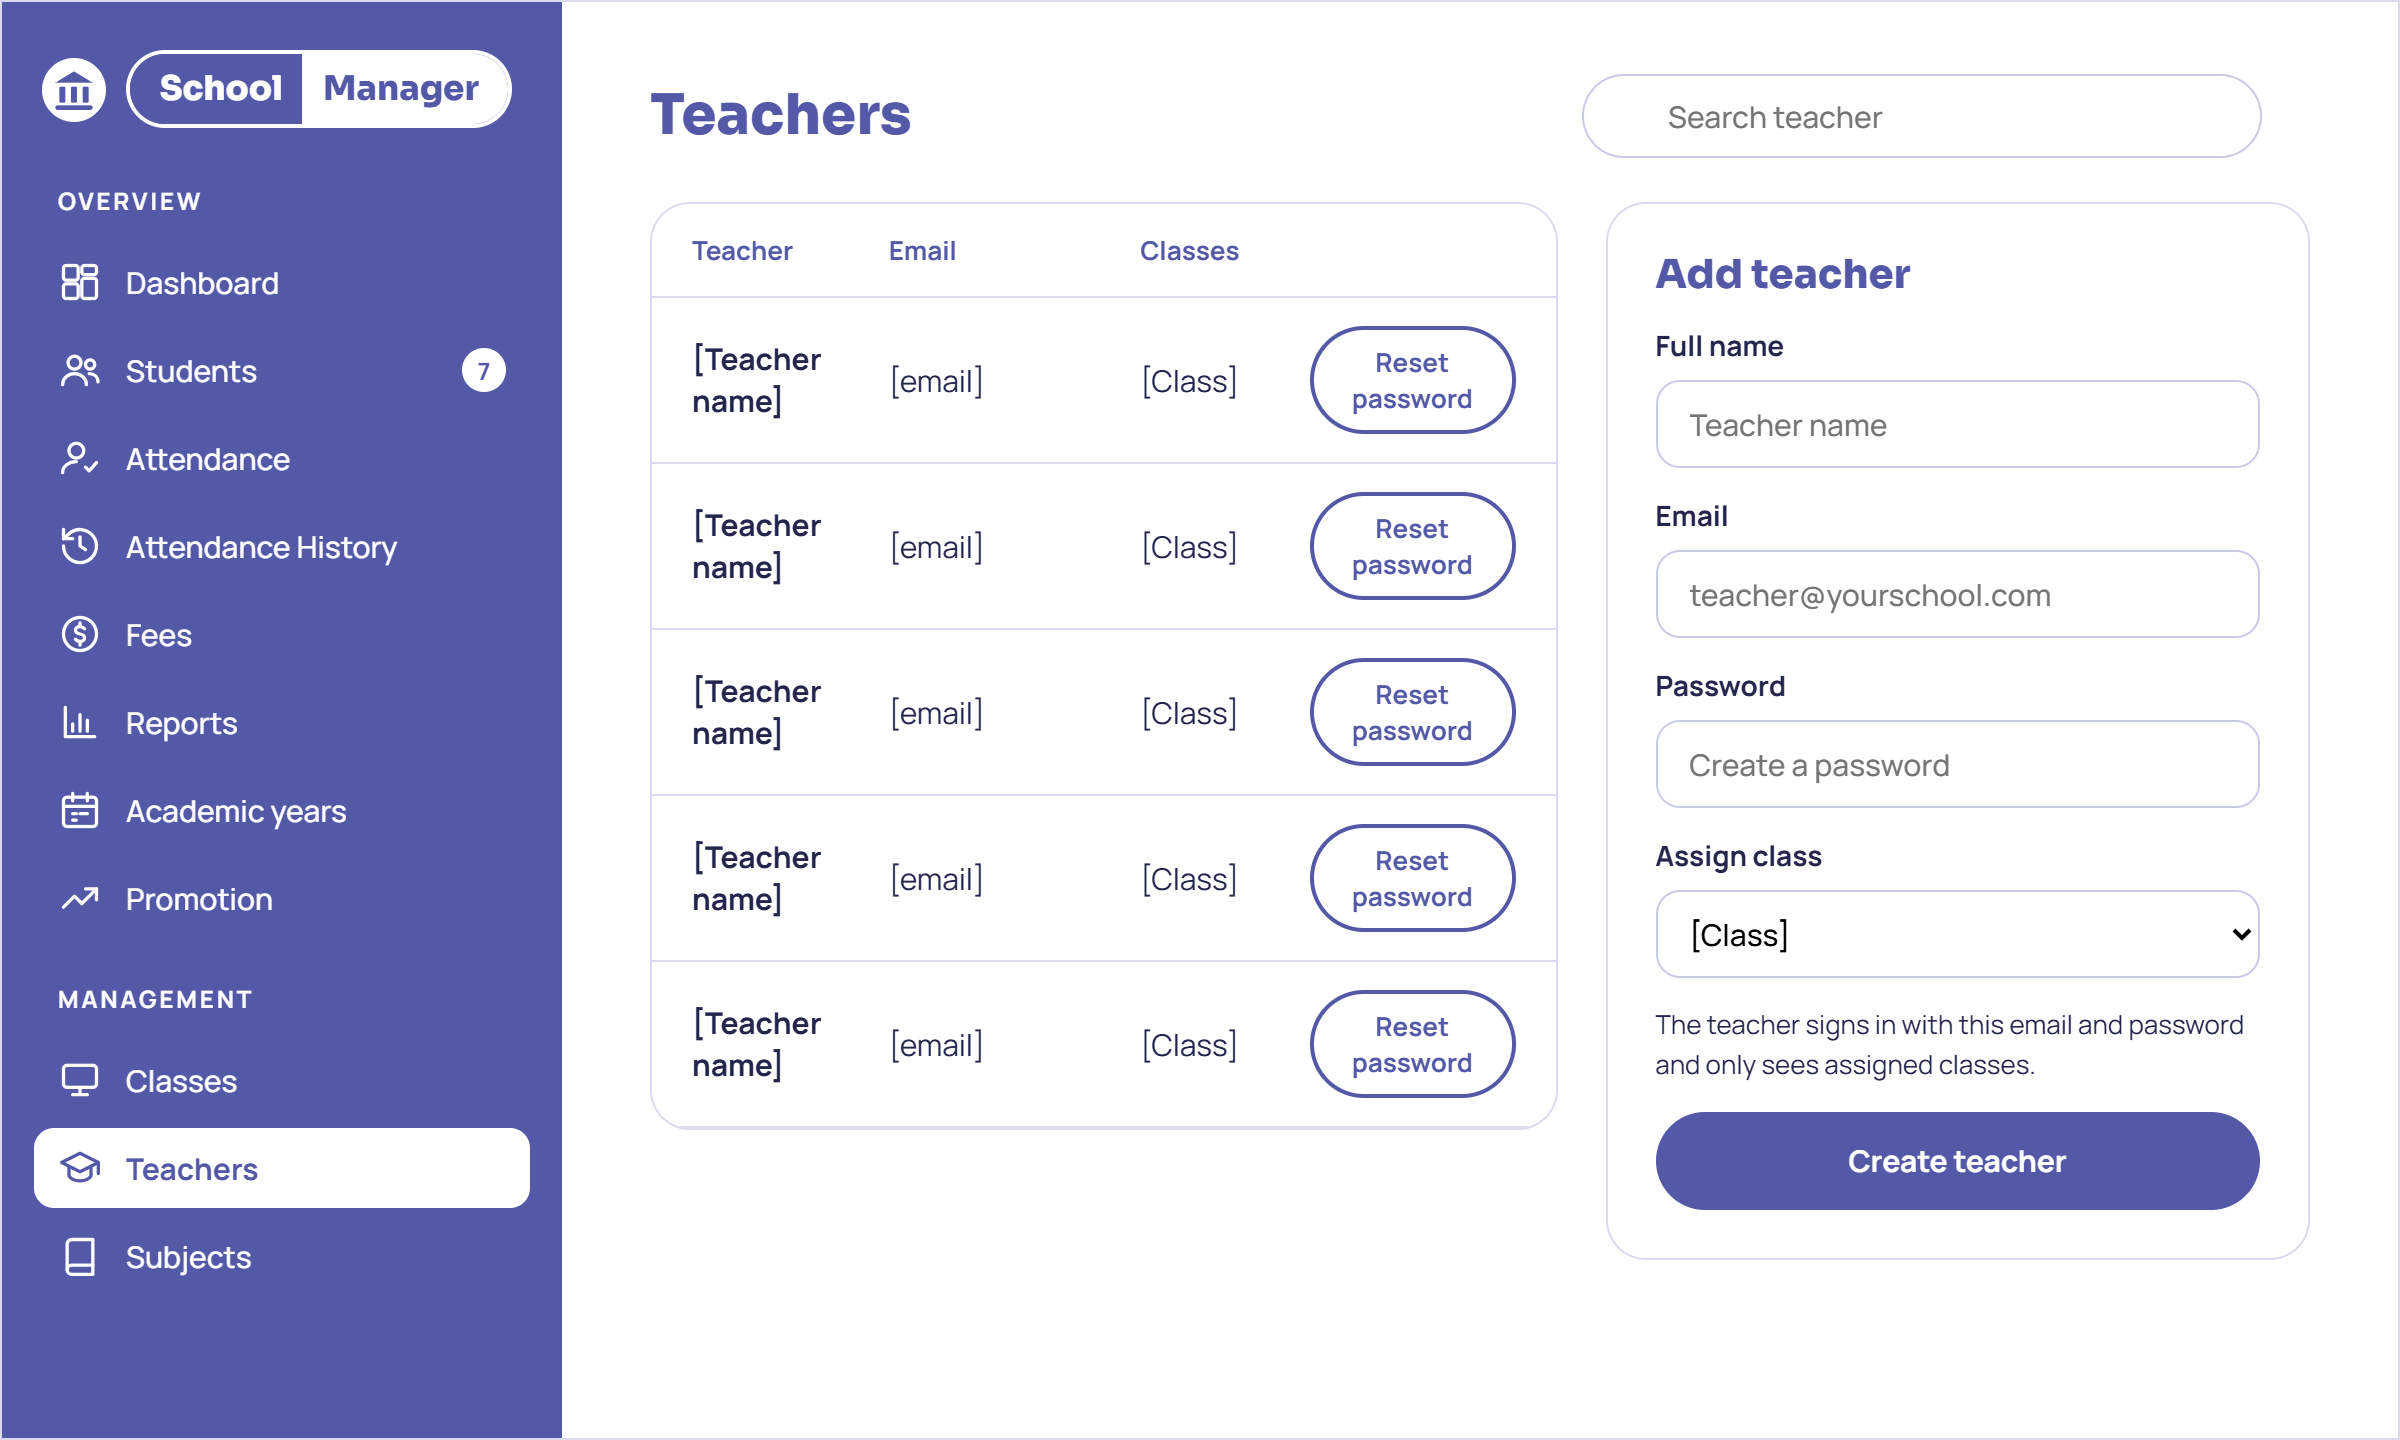 School Manager
OVERVIEW
Dashboard
Students 7
Attendance
Attendance History
Fees
Reports
Academic years
Promotion
MANAGEMENT
Classes
Teachers
Subjects
Teachers
Search teacher
Teacher Email Classes
[Teacher
name]
[email]
[Class]
Reset
password
[Teacher
name]
[email]
[Class]
Reset
password
[Teacher
name]
[email]
[Class]
Reset
password
[Teacher
name]
[email]
[Class]
Reset
password
[Teacher
name]
[email]
[Class]
Reset
password
Add teacher
Full name
Teacher name
Email
teacher@yourschool.com
Password
Create a password
Assign class
[Class]
The teacher signs in with this email and password
and only sees assigned classes.
Create teacher